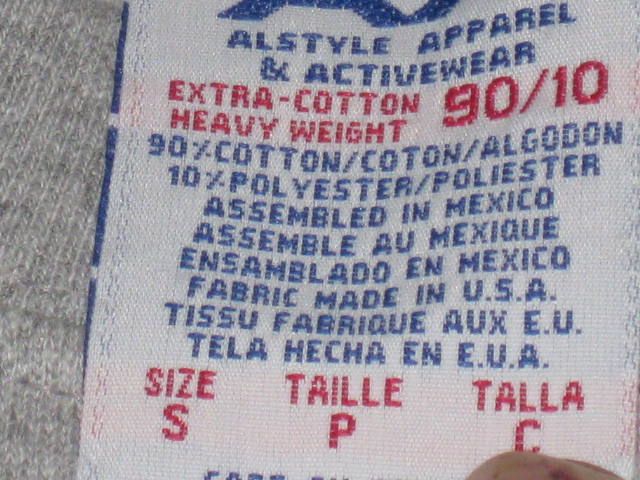 ALSTYLE APPAREL
& ACTIVEWEAR
EXTRA-COTTON 90/10
HEAVY WEIGHT
90%COTTON/COTON/ALGODON
10%POLYESTER/POLIESTER
ASSEMBLED IN MEXICO
ASSEMBLE AU MEXIQUE
ENSAMBLADO EN MEXICO
FABRIC MADE IN U.S.A.
TISSU FABRIQUE AUX E.U.
TELA HECHA EN E.U.A.
SIZE TAILLE TALLA
S P C